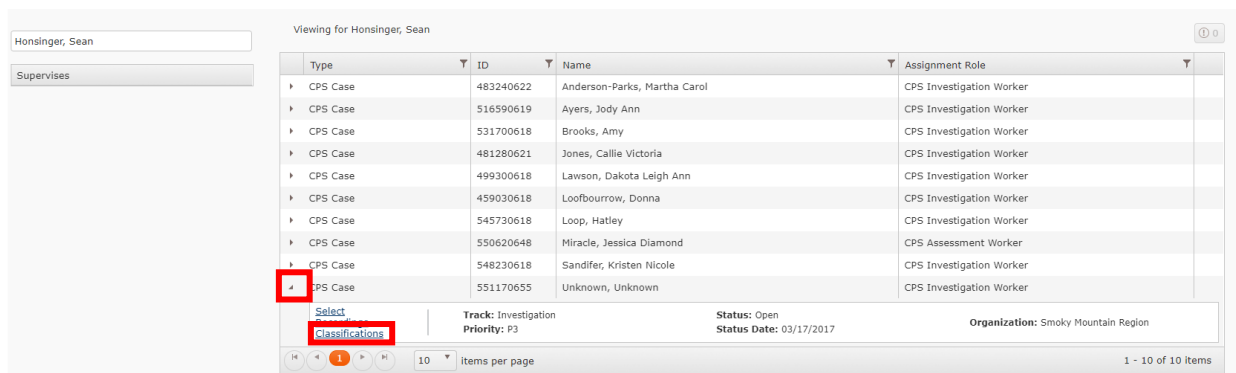 Honsinger, Sean
Supervises
Viewing for Honsinger, Sean
0
Type ID Name Assignment Role
CPS Case 483240622 Anderson-Parks, Martha Carol CPS Investigation Worker
CPS Case 516590619 Ayers, Jody Ann CPS Investigation Worker
CPS Case 531700618 Brooks, Amy CPS Investigation Worker
CPS Case 481280621 Jones, Callie Victoria CPS Investigation Worker
CPS Case 499300618 Lawson, Dakota Leigh Ann CPS Investigation Worker
CPS Case 459030618 Loofbourrow, Donna CPS Investigation Worker
CPS Case 545730618 Loop, Hatley CPS Investigation Worker
CPS Case 550620648 Miracle, Jessica Diamond CPS Assessment Worker
CPS Case 548230618 Sandifer, Kristen Nicole CPS Investigation Worker
CPS Case 551170655 Unknown, Unknown CPS Investigation Worker
Select Track: Investigation Status: Open Organization: Smoky Mountain Region
Classifications Priority: P3 Status Date: 03/17/2017
1 10 items per page 1 - 10 of 10 items